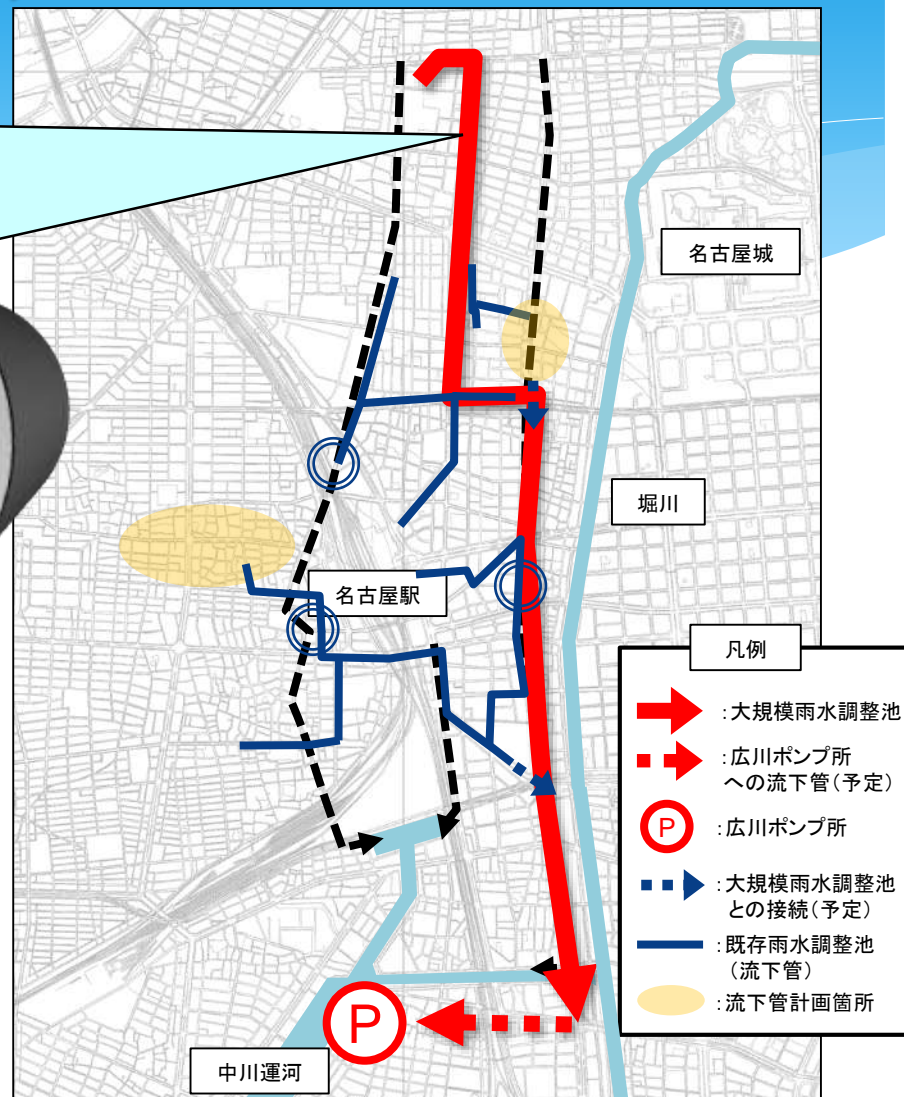 名古屋城
堀川
名古屋駅
凡例
:大規模雨水調整池
:広川ポンプ所
への流下管(予定)
P
:広川ポンプ所
:大規模雨水調整池
との接続(予定)
:既存雨水調整池
(流下管)
:流下管計画箇所
P
中川運河